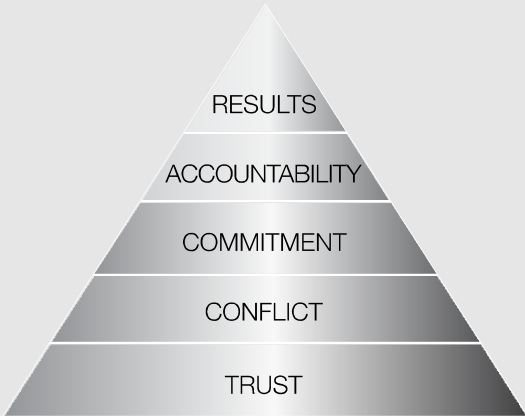 RESULTS
ACCOUNTABILITY
COMMITMENT
CONFLICT
TRUST